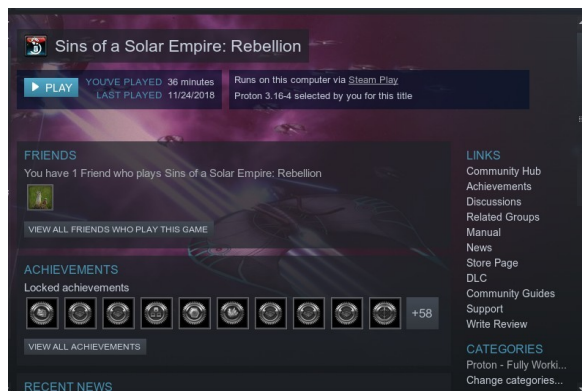 Sins of a Solar Empire: Rebellion
PLAY
YOU'VE PLAYED 36 minutes
LAST PLAYED 11/24/2018
Runs on this computer via Steam Play
Proton 3.16-4 selected by you for this title
FRIENDS
You have 1 Friend who plays Sins of a Solar Empire: Rebellion
VIEW ALL FRIENDS WHO PLAY THIS GAME
ACHIEVEMENTS
Locked achievements
+58
VIEW ALL ACHIEVEMENTS
RECENT NEWS
LINKS
Community Hub
Achievements
Discussions
Related Groups
Manual
News
Store Page
DLC
Community Guides
Support
Write Review
CATEGORIES
Proton - Fully Worki...
Change categories...